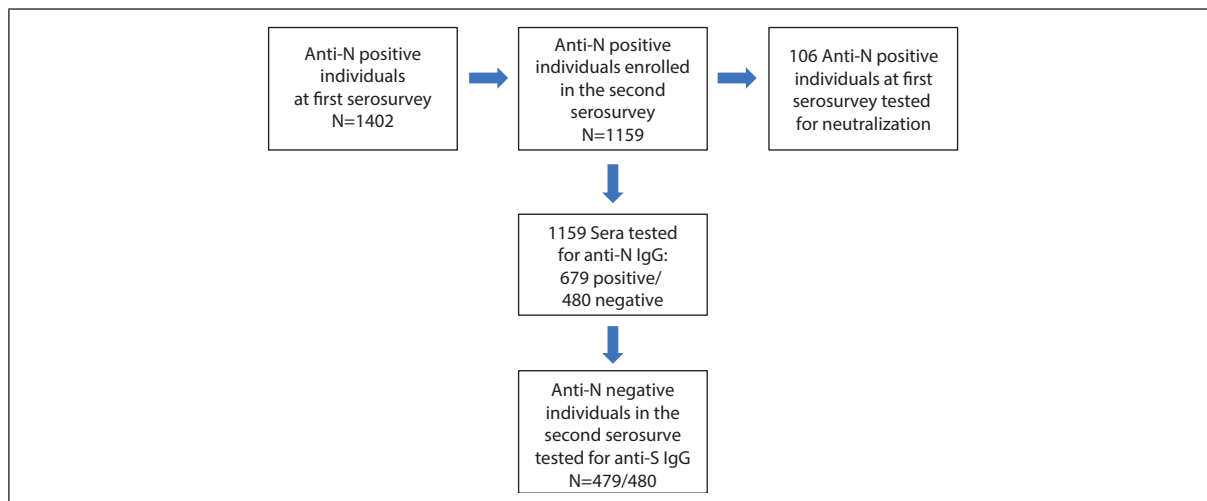 Anti-N positive
individuals
at first serosurvey
N=1402
Anti-N positive
individuals enrolled
in the second
serosurvey
N=1159
106 Anti-N positive
individuals at first
serosurvey tested
for neutralization
1159 Sera tested
for anti-N IgG:
679 positive/
480 negative
Anti-N negative
individuals in the
second serosurve
tested for anti-S IgG
N=479/480